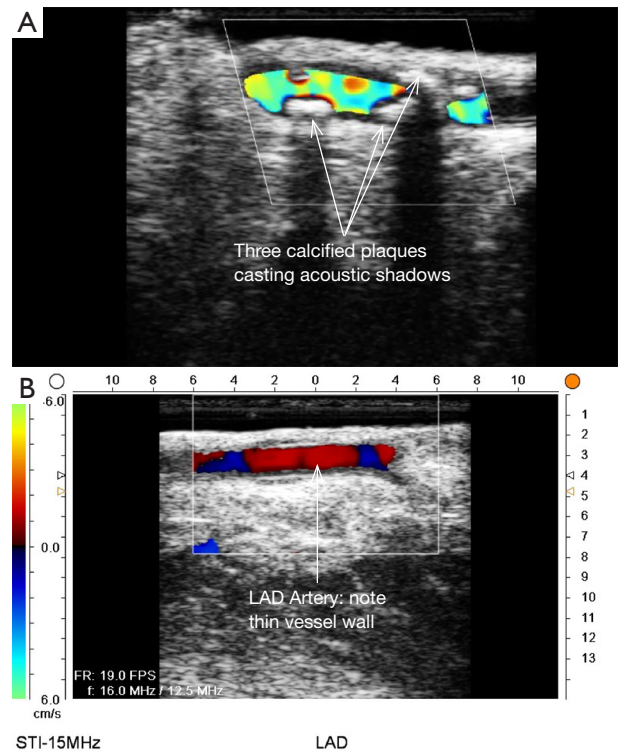 A
Three calcified plaques
casting acoustic shadows
B
10 8 6 4 2 0 2 4 6 8 10
-6.0
1
2
3
4
5
6
7
8
9
10
11
12
13
0.0
LAD Artery: note
thin vessel wall
FR: 19.0 FPS
f: 16.0 MHz / 12.5 MHz
6.0
cm/s
STI-15MHz
LAD